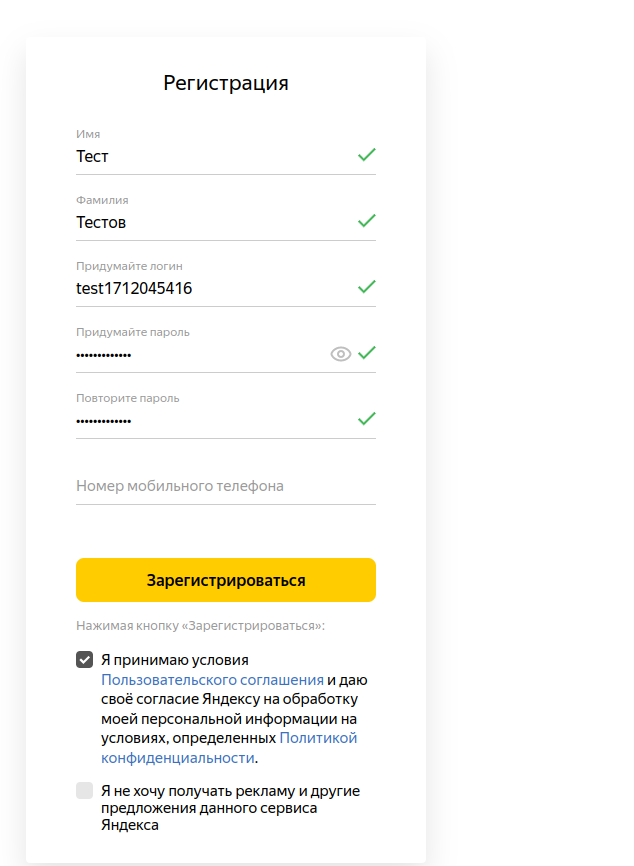 Регистрация
Имя
Тест
Фамилия
Тестов
Придумайте логин
test1712045416
Придумайте пароль
•••••••••••••
Повторите пароль
•••••••••••••
Номер мобильного телефона
Зарегистрироваться
Нажимая кнопку «Зарегистрироваться»:
Я принимаю условия
Пользовательского соглашения и даю
своё согласие Яндексу на обработку
моей персональной информации на
условиях, определенных Политикой
конфиденциальности.
Я не хочу получать рекламу и другие
предложения данного сервиса
Яндекса